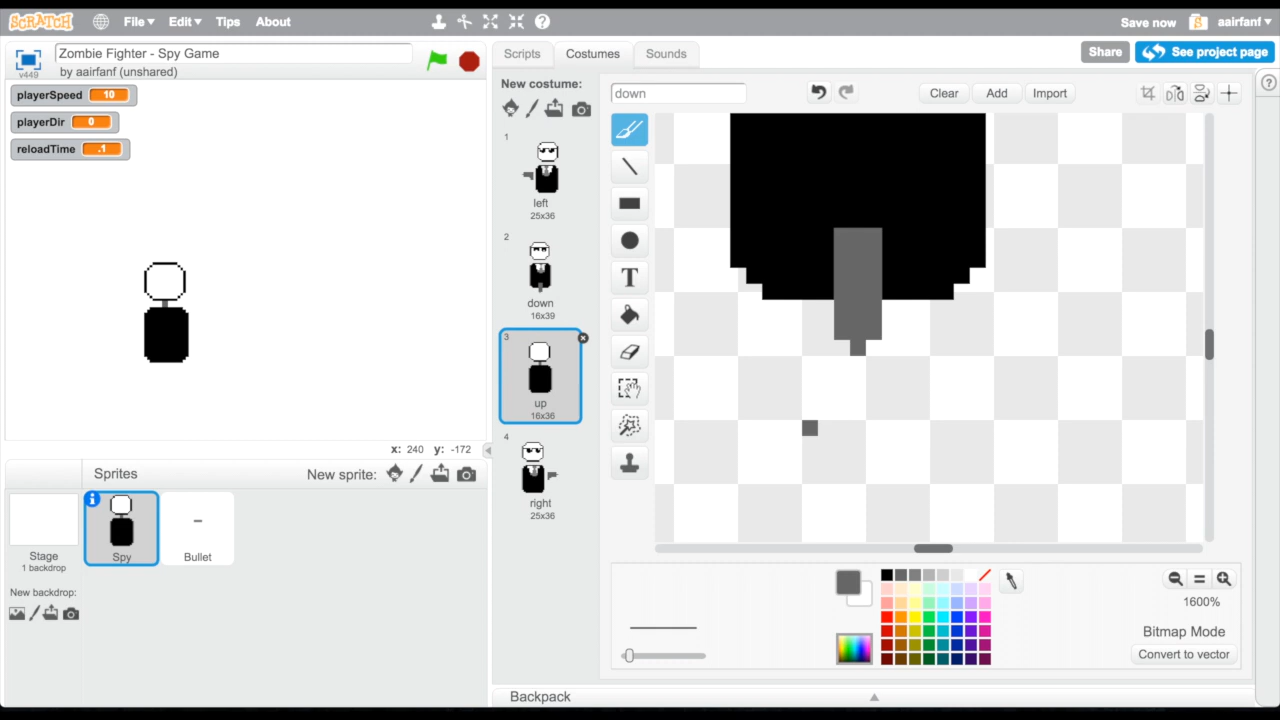 SCRATCH File Edit Tips About Save now S aairfanf
Zombie Fighter - Spy Game
by aairfanf (unshared)
v449
Scripts Costumes Sounds Share See project page
playerSpeed 10
playerDir 0
reloadTime .1
New costume:
down Clear Add Import
1
left
25x36
2
down
16x39
3
up
16x36
4
right
25x36
T
x: 240 y: -172
Sprites New sprite:
Stage
1 backdrop
New backdrop:
Spy
Bullet
1600%
Bitmap Mode
Convert to vector
Backpack